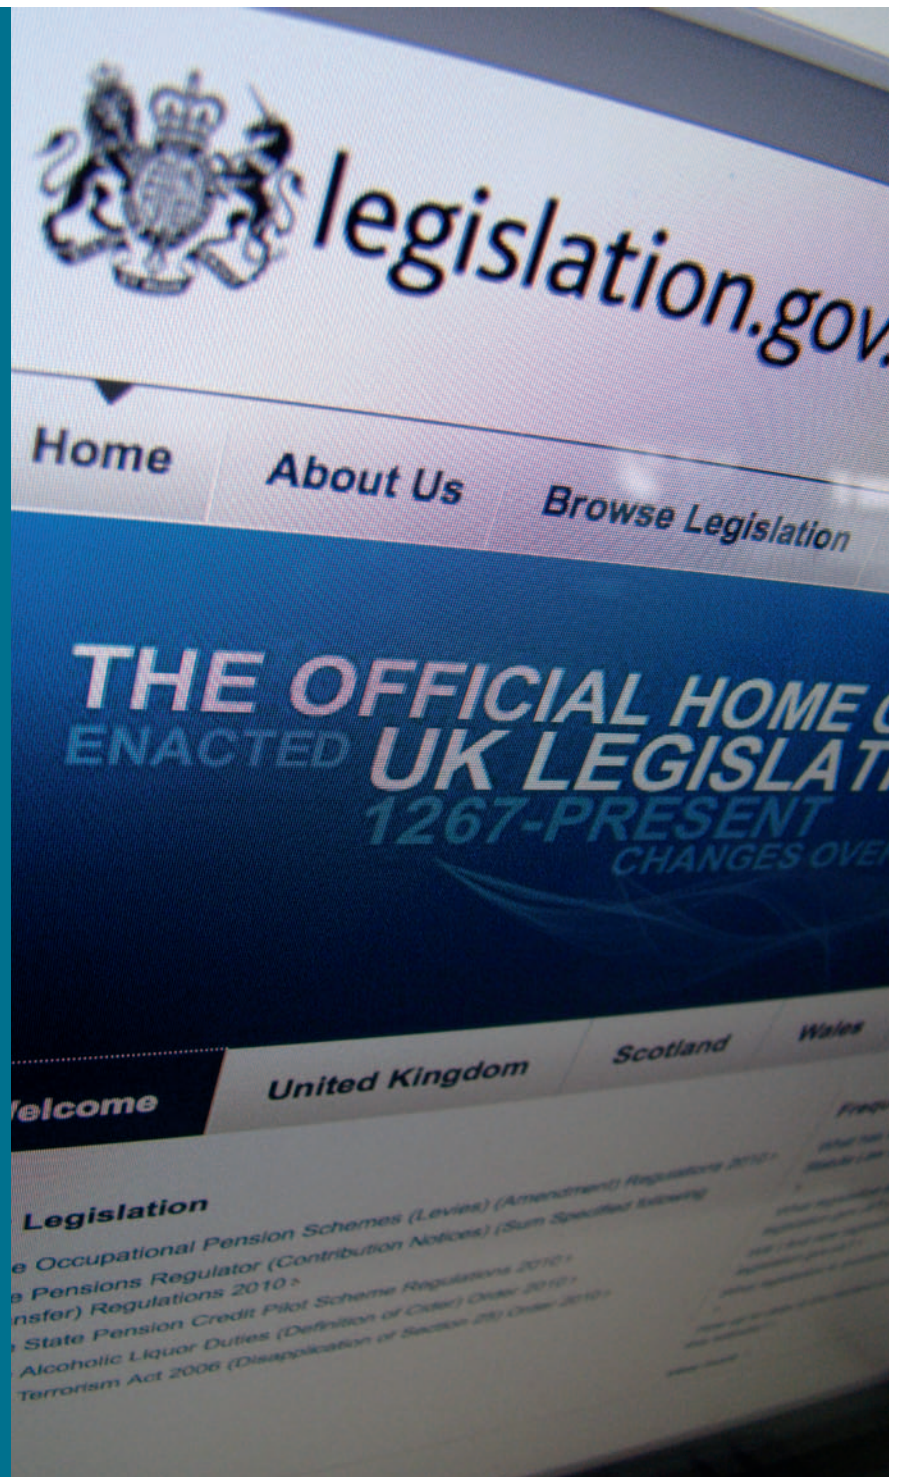 legislation.gov.
Home About Us Browse Legislation
THE OFFICIAL HOME O
ENACTED UK LEGISLATI
1267-PRESENT
CHANGES OVER
elcome United Kingdom Scotland Wales
Legislation
e Occupational Pension Schemes (Levies) (Amendment) Regulations 2010
e Pensions Regulator (Contribution Notices) (Sum Specified following
nsfer) Regulations 2010
State Pension Credit Pilot Scheme Regulations 2010
Alcoholic Liquor Duties (Definition of Cider) Order 2010
Terrorism Act 2006 (Disapplication of Section 25) Order 2010
Frequ